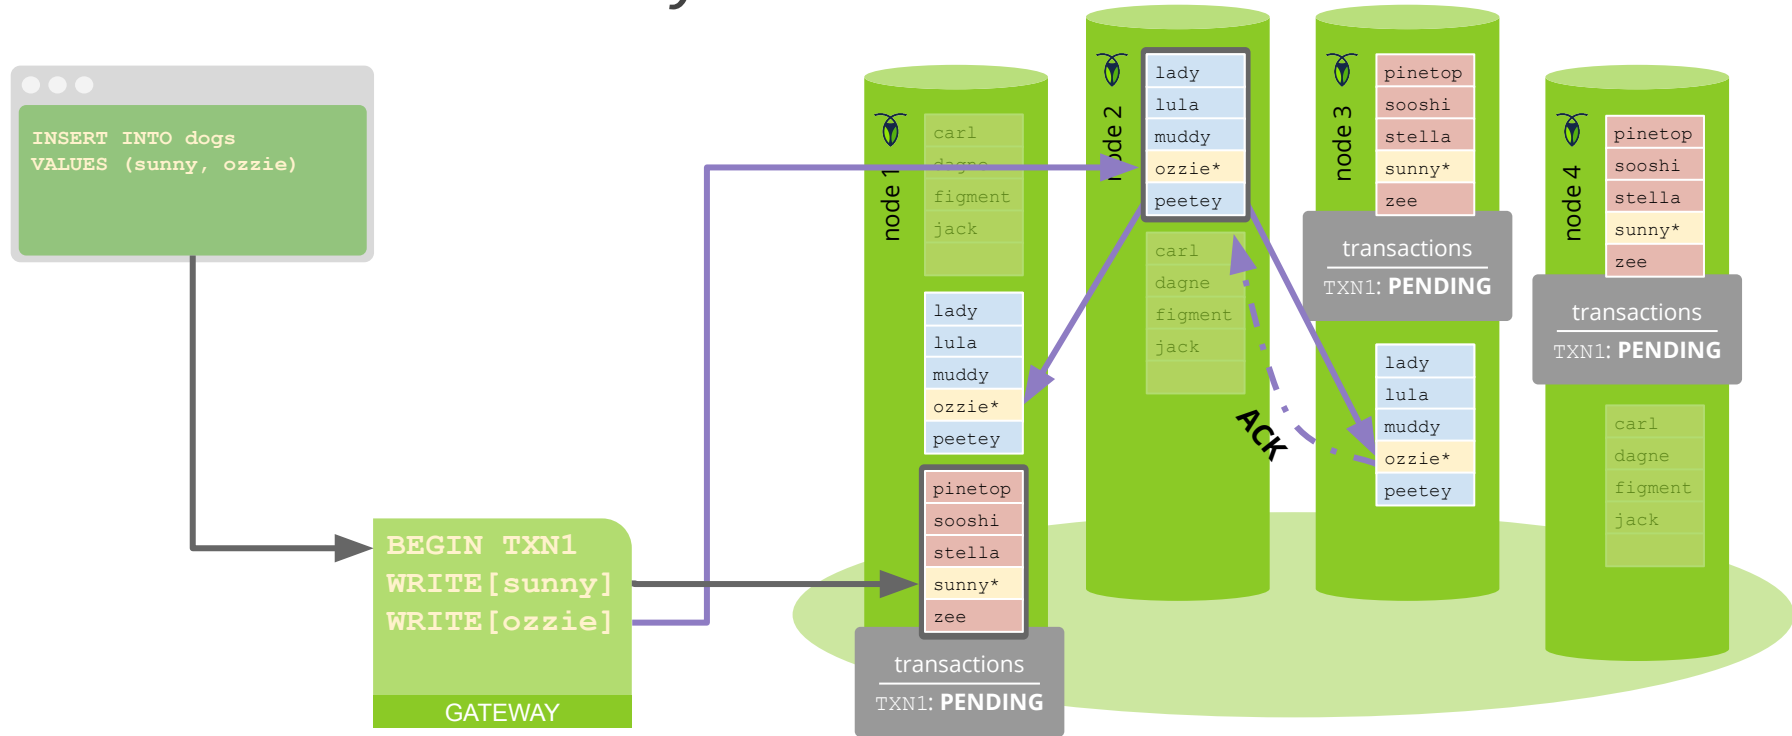 INSERT INTO dogs
VALUES (sunny, ozzie)
BEGIN TXN1
WRITE[sunny]
WRITE[ozzie]
GATEWAY
node 1
carl
dagne
figment
jack
lady
lula
muddy
ozzie*
peetey
pinetop
sooshi
stella
sunny*
zee
transactions
TXN1: PENDING
node 2
lady
lula
muddy
ozzie*
peetey
carl
dagne
figment
jack
ACK
node 3
pinetop
sooshi
stella
sunny*
zee
transactions
TXN1: PENDING
lady
lula
muddy
ozzie*
peetey
node 4
pinetop
sooshi
stella
sunny*
zee
transactions
TXN1: PENDING
carl
dagne
figment
jack